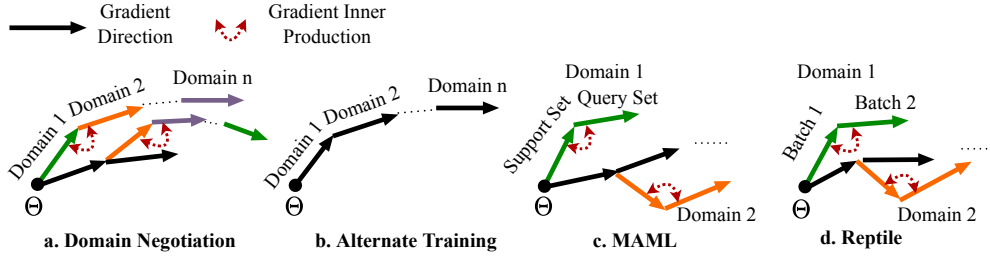 Gradient
Direction
Gradient Inner
Production
Domain 1
Domain 2
Domain n
Θ
a. Domain Negotiation
Domain 1
Domain 2
Domain n
Θ
b. Alternate Training
Domain 1
Support Set
Query Set
Domain 2
Θ
c. MAML
Domain 1
Batch 1
Batch 2
Domain 2
Θ
d. Reptile